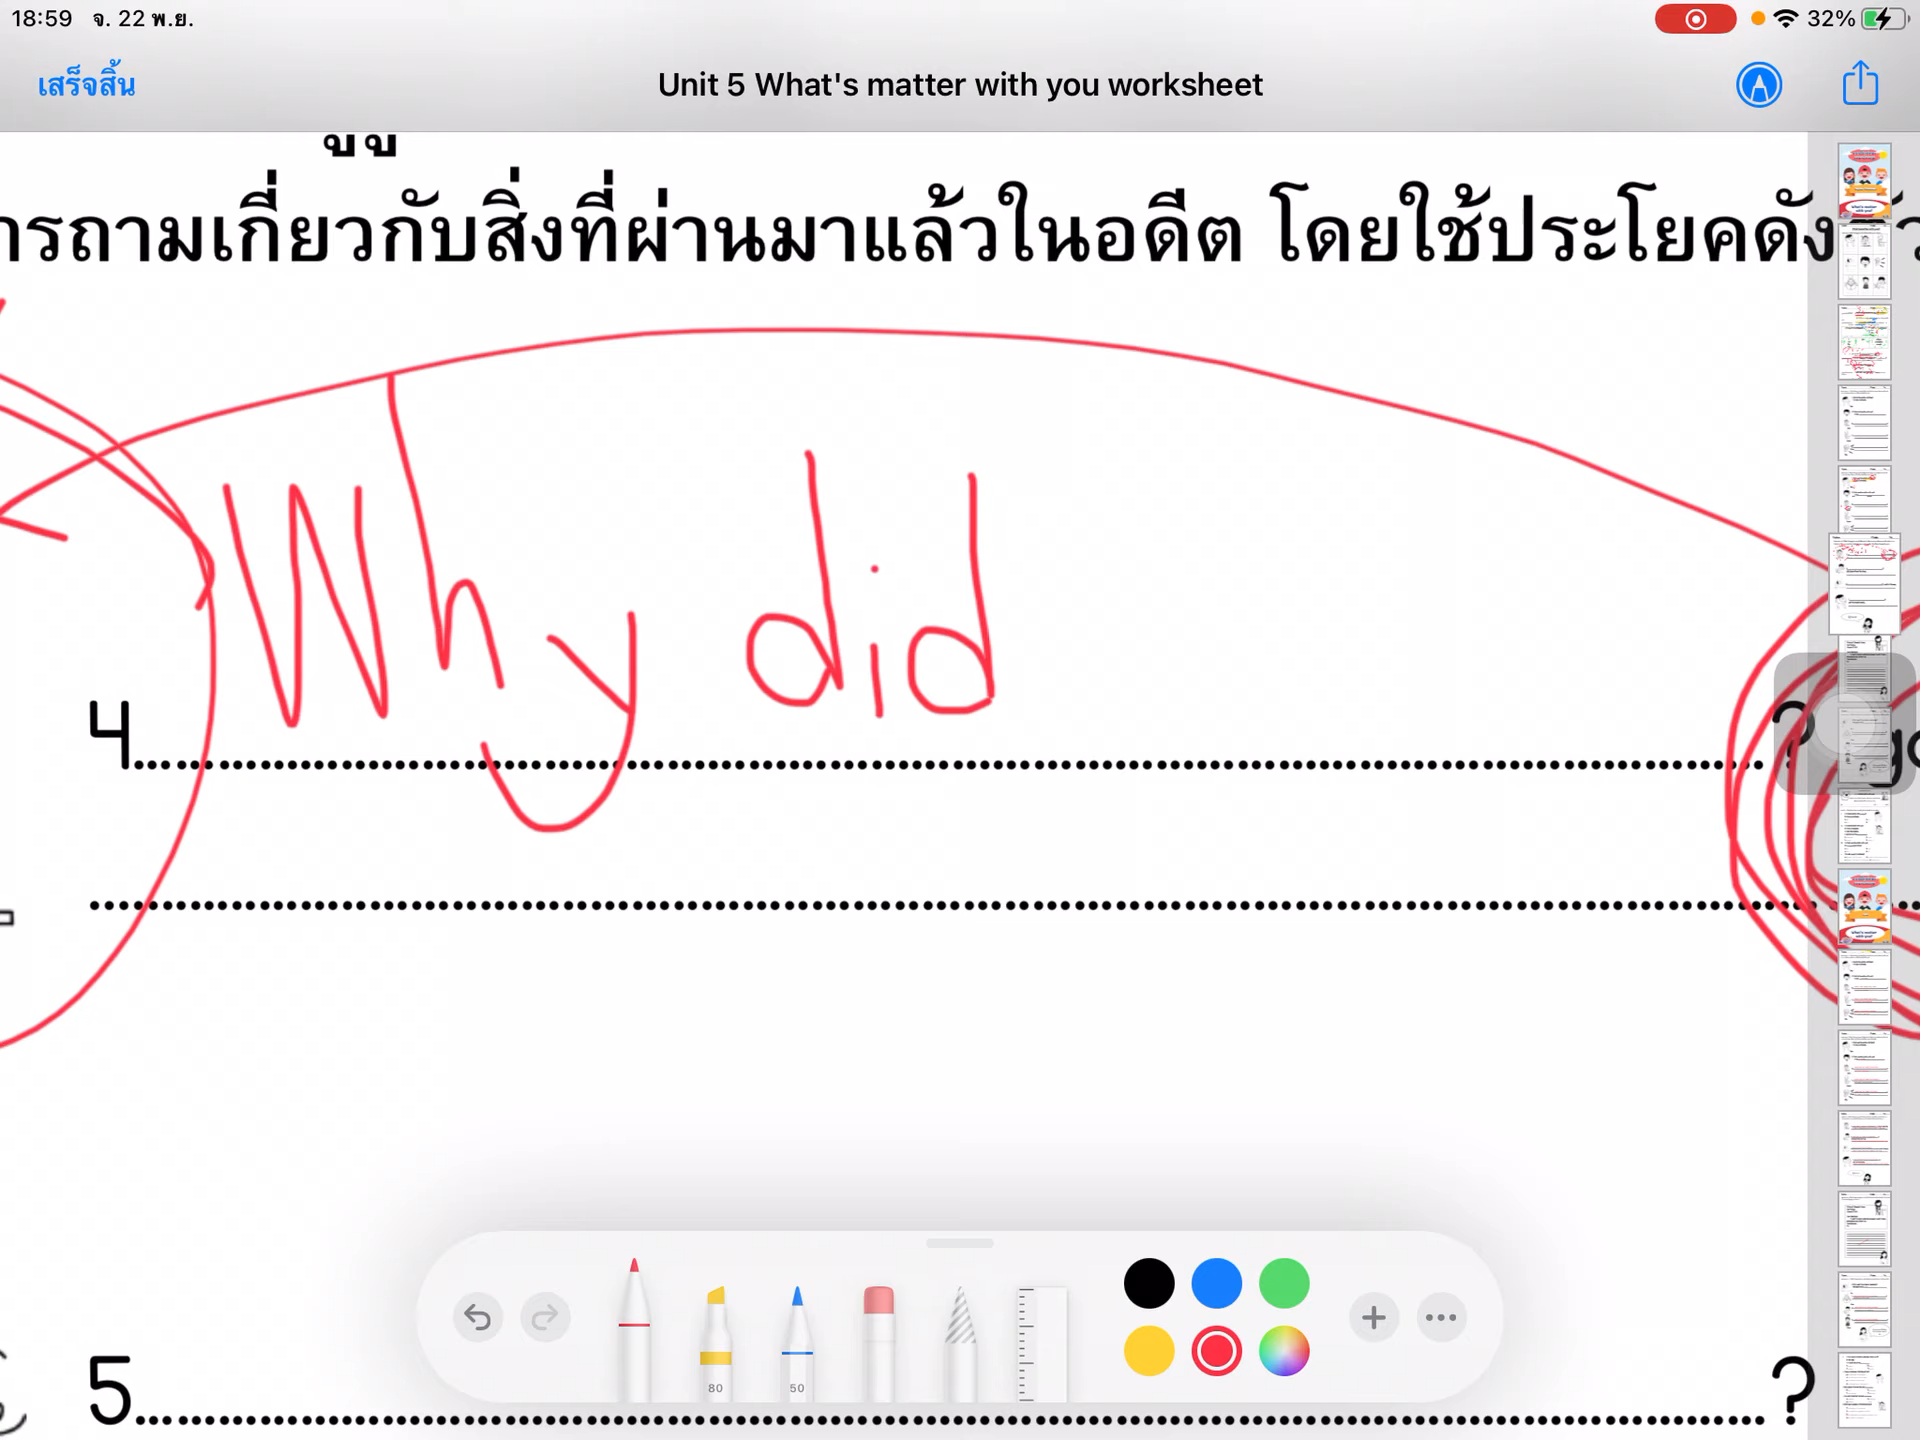 18:59 จ. 22 พ.ย.
32%
เสร็จสิ้น
Unit 5 What's matter with you worksheet
ารถามเกี่ยวกับสิ่งที่ผ่านมาแล้วในอดีต โดยใช้ประโยคดัง
Why did
4 ?
80
50
5 ?